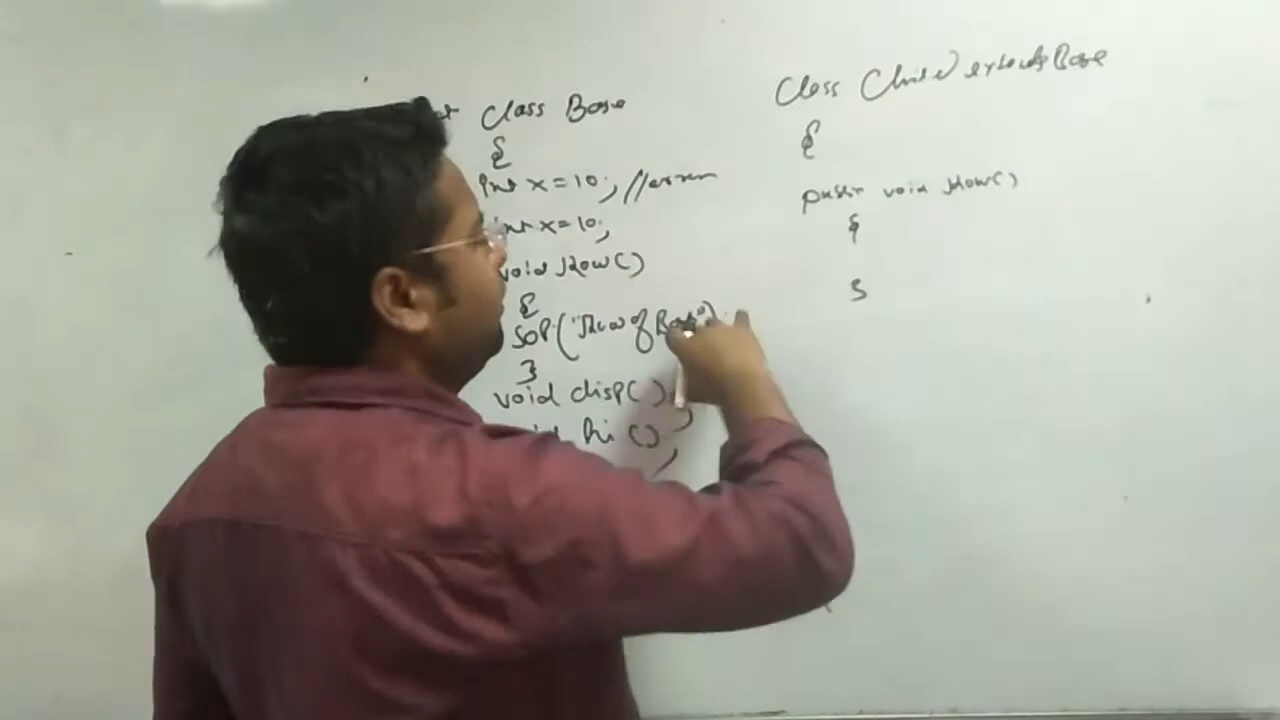 Class Base
{
int x=10; //error
int x=10;
void show()
{
SOP("show of Base")
}
void disp();
hi();
Class Child extends Base
{
public void show()
{
}